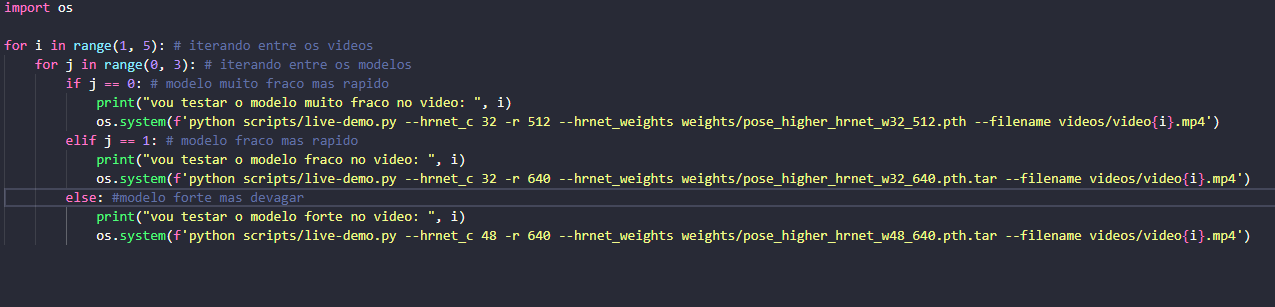 import os
for i in range(1, 5): # iterando entre os videos
for j in range(0, 3): # iterando entre os modelos
if j == 0: # modelo muito fraco mas rapido
print("vou testar o modelo muito fraco no video: ", i)
os.system(f'python scripts/live-demo.py --hrnet_c 32 -r 512 --hrnet_weights weights/pose_higher_hrnet_w32_512.pth --filename videos/video{i}.mp4')
elif j == 1: # modelo fraco mas rapido
print("vou testar o modelo fraco no video: ", i)
os.system(f'python scripts/live-demo.py --hrnet_c 32 -r 640 --hrnet_weights weights/pose_higher_hrnet_w32_640.pth.tar --filename videos/video{i}.mp4')
else: #modelo forte mas devagar
print("vou testar o modelo forte no video: ", i)
os.system(f'python scripts/live-demo.py --hrnet_c 48 -r 640 --hrnet_weights weights/pose_higher_hrnet_w48_640.pth.tar --filename videos/video{i}.mp4')